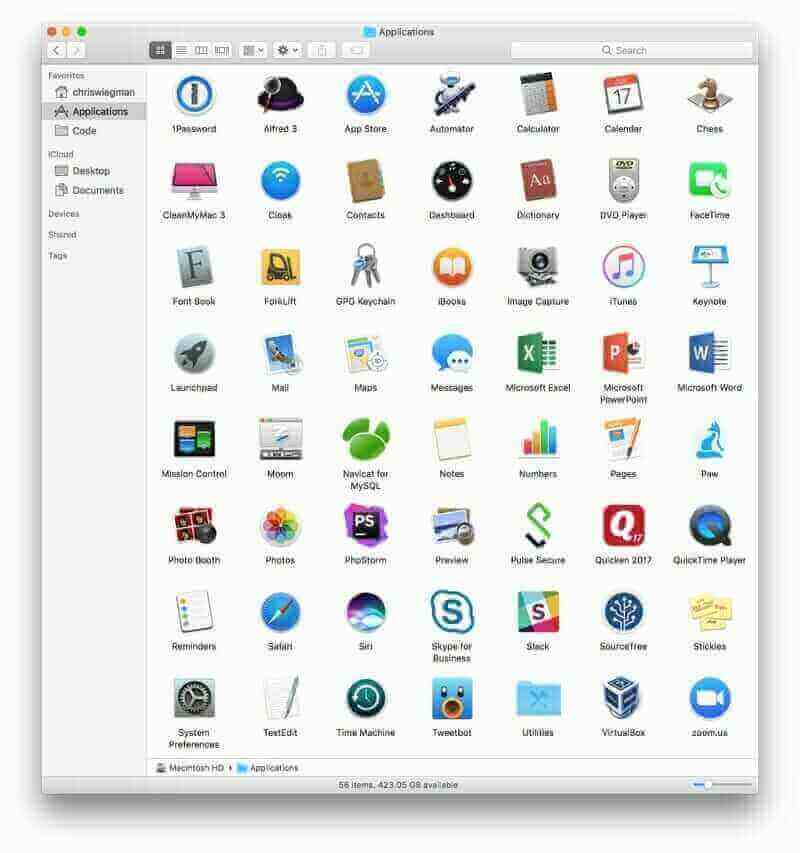 Applications
Search
Favorites
chriswiegman
Applications
Code
iCloud
Desktop
Documents
Devices
Shared
Tags
1Password
Alfred 3
App Store
Automator
Calculator
17
Calendar
Chess
CleanMyMac 3
Cloak
Contacts
Dashboard
Aa
Dictionary
DVD
DVD Player
FaceTime
F
Font Book
ForkLift
GPG Keychain
iBooks
Image Capture
iTunes
Keynote
Launchpad
Mail
Maps
Messages
X
Microsoft Excel
P
Microsoft
PowerPoint
W
Microsoft Word
Mission Control
Moom
Navicat for
MySQL
Notes
Numbers
Pages
Paw
Photo Booth
Photos
PS
PhpStorm
Preview
Pulse Secure
Q
17
Quicken 2017
QuickTime Player
Reminders
Safari
Siri
S
Skype for
Business
S
Slack
SourceTree
Stickies
System
Preferences
TextEdit
Time Machine
Tweetbot
Utilities
VirtualBox
zoom.us
Macintosh HD
Applications
56 items, 423.05 GB available